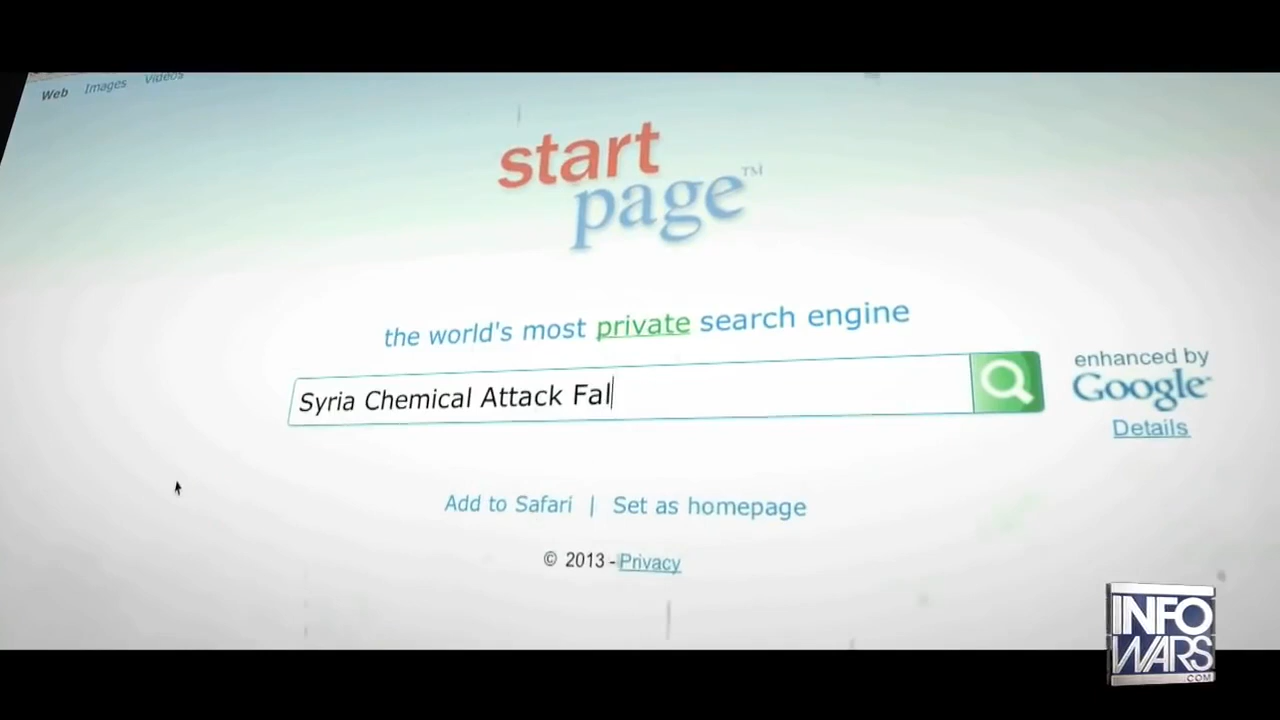 Web Images Videos
start
page™
the world's most private search engine
Syria Chemical Attack Fal
enhanced by
Google
Details
Add to Safari | Set as homepage
© 2013 - Privacy
INFO
WARS
.COM